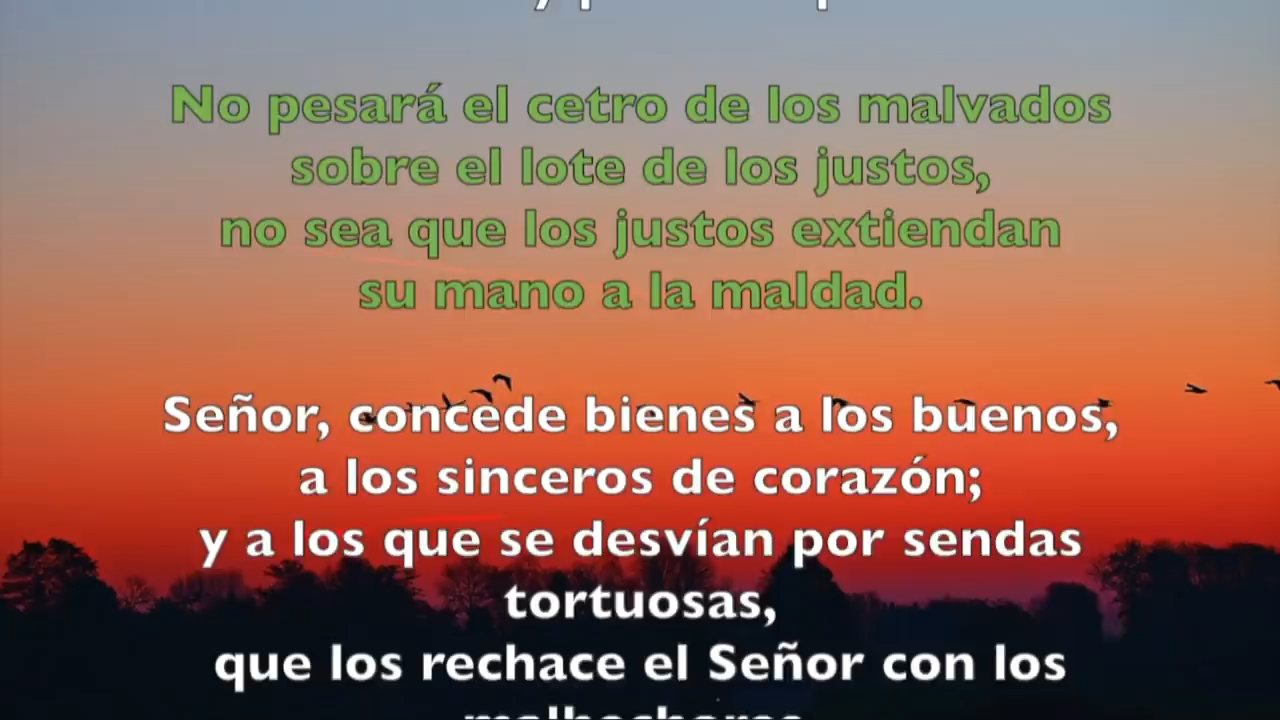 No pesará el cetro de los malvados
sobre el lote de los justos,
no sea que los justos extiendan
su mano a la maldad.
Señor, concede bienes a los buenos,
a los sinceros de corazón;
y a los que se desvían por sendas
tortuosas,
que los rechace el Señor con los